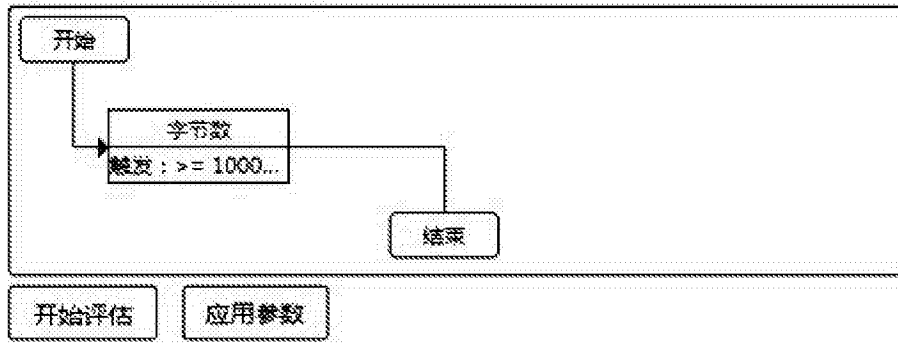 开始
字节数
触发：>= 1000...
结束
开始评估
应用参数